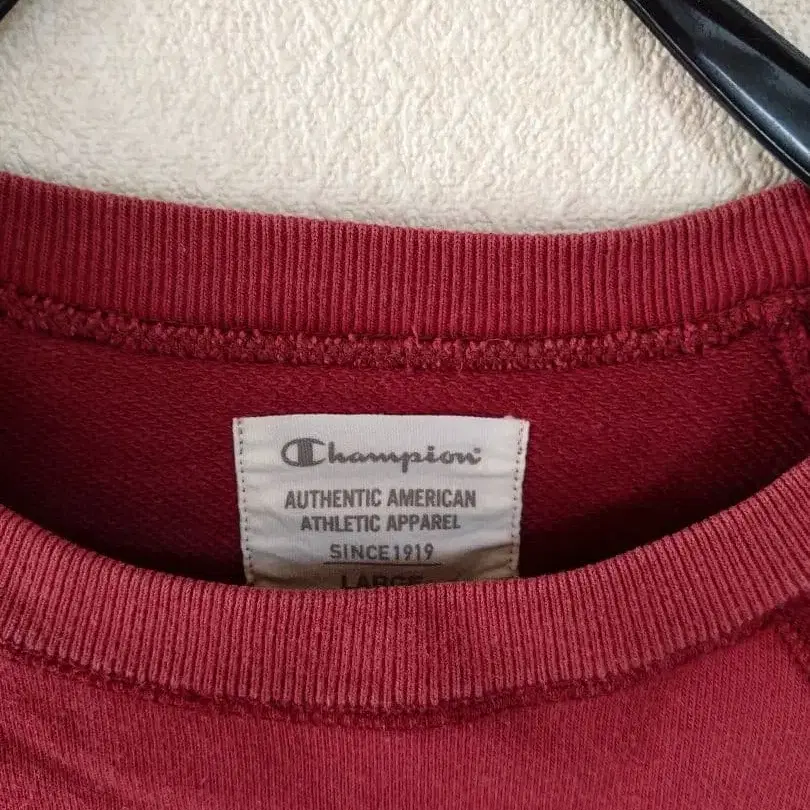 Champion
AUTHENTIC AMERICAN
ATHLETIC APPAREL
SINCE 1919
LARGE